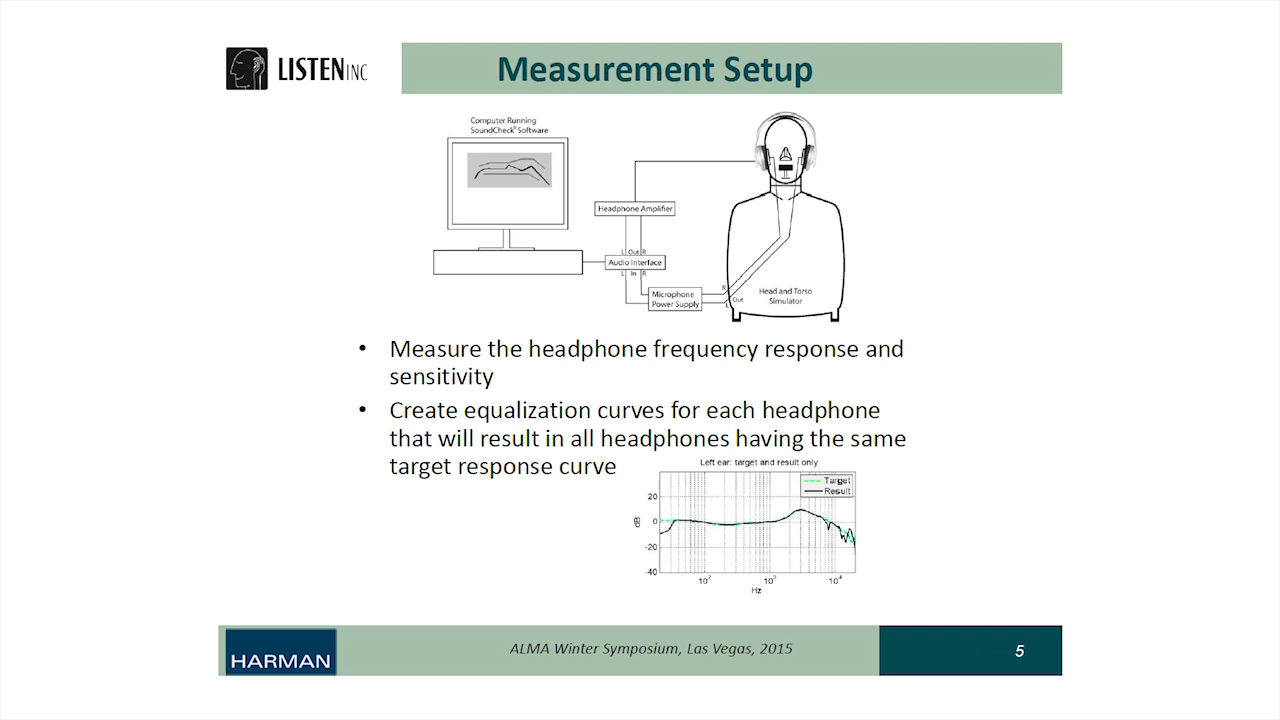 LISTENINC
Measurement Setup
Computer Running
SoundCheck® Software
Headphone Amplifier
L Out R
Audio Interface
L In R
Microphone
Power Supply
R
L Out
Head and Torso
Simulator
• Measure the headphone frequency response and
sensitivity
• Create equalization curves for each headphone
that will result in all headphones having the same
target response curve
Left ear: target and result only
Target
Result
20
0
-20
-40
dB
10² 10³ 10⁴
Hz
HARMAN
ALMA Winter Symposium, Las Vegas, 2015
5